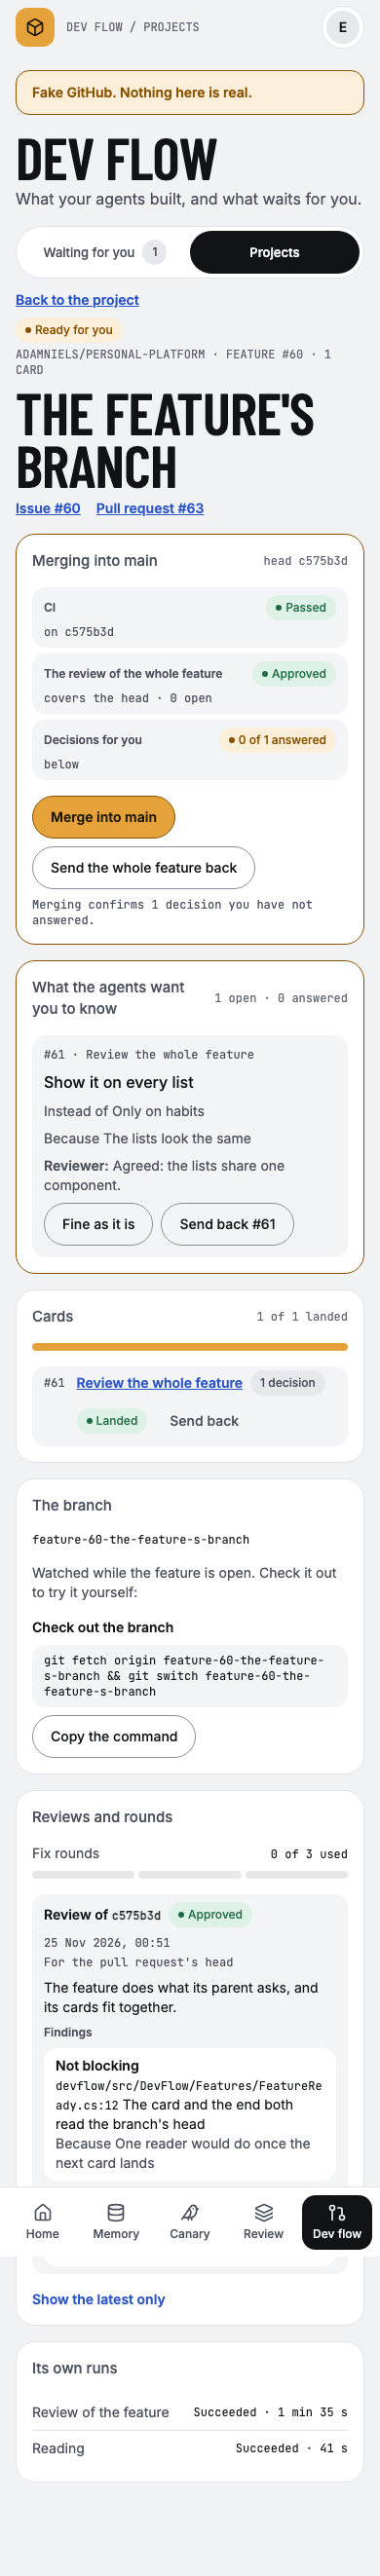 DEV FLOW / PROJECTS
E
Fake GitHub. Nothing here is real.
DEV FLOW
What your agents built, and what waits for you.
Waiting for you 1
Projects
Back to the project
Ready for you
ADAMNIELS/PERSONAL-PLATFORM · FEATURE #60 · 1
CARD
THE FEATURE'S
BRANCH
Issue #60 Pull request #63
Merging into main head c575b3d
CI Passed
on c575b3d
The review of the whole feature Approved
covers the head · 0 open
Decisions for you 0 of 1 answered
below
Merge into main
Send the whole feature back
Merging confirms 1 decision you have not
answered.
What the agents want
you to know
1 open · 0 answered
#61 · Review the whole feature
Show it on every list
Instead of Only on habits
Because The lists look the same
Reviewer: Agreed: the lists share one
component.
Fine as it is Send back #61
Cards 1 of 1 landed
#61 Review the whole feature 1 decision
Landed Send back
The branch
feature-60-the-feature-s-branch
Watched while the feature is open. Check it out
to try it yourself:
Check out the branch
git fetch origin feature-60-the-feature-
s-branch && git switch feature-60-the-
feature-s-branch
Copy the command
Reviews and rounds
Fix rounds 0 of 3 used
Review of c575b3d Approved
25 Nov 2026, 00:51
For the pull request's head
The feature does what its parent asks, and
its cards fit together.
Findings
Not blocking
devflow/src/DevFlow/Features/FeatureRe
ady.cs:12 The card and the end both
read the branch's head
Because One reader would do once the
next card lands
Home Memory Canary Review Dev flow
Show the latest only
Its own runs
Review of the feature Succeeded · 1 min 35 s
Reading Succeeded · 41 s